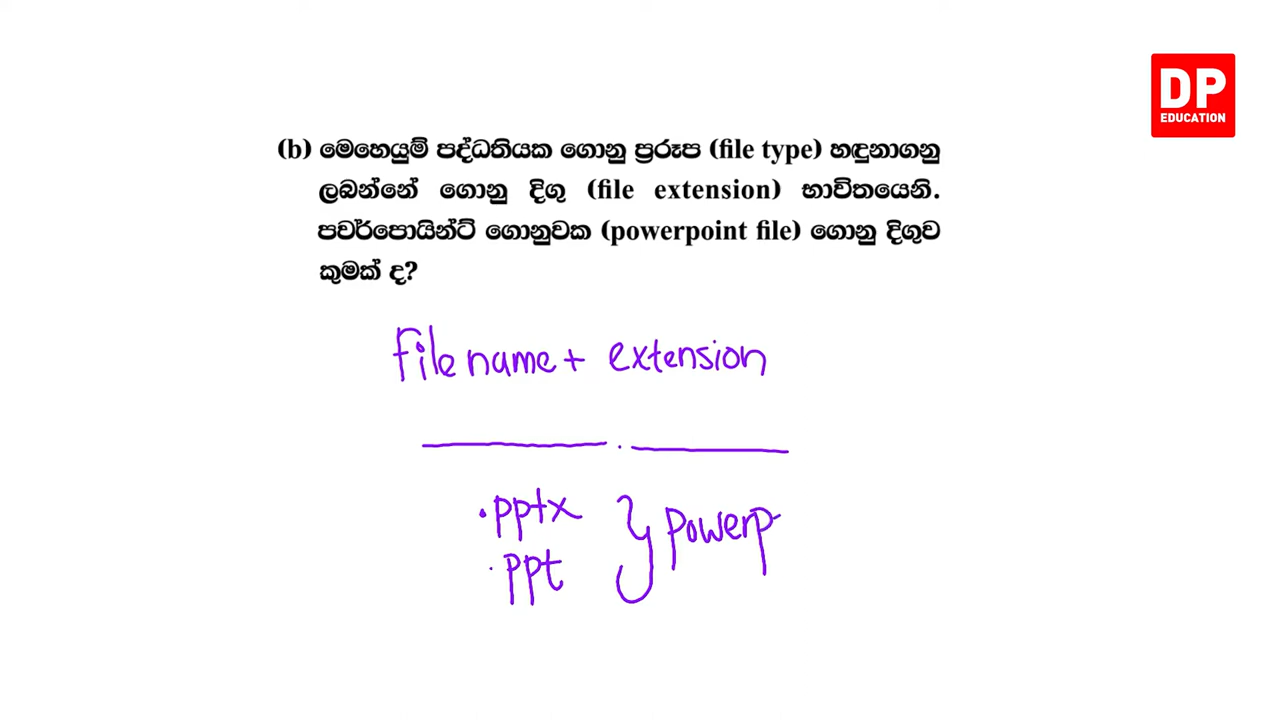 DP
EDUCATION
(b) මෙහෙයුම් පද්ධතියක ගොනු ප්‍රරූප (file type) හඳුනාගනු
ලබන්නේ ගොනු දිගු (file extension) භාවිතයෙනි.
පවර්පොයින්ට් ගොනුවක (powerpoint file) ගොනු දිගුව
කුමක් ද?
file name + extension
.pptx } powerp
.ppt